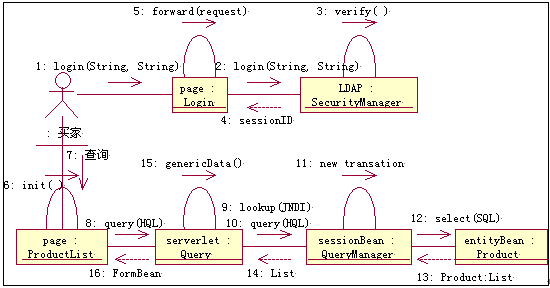 5: forward(request)
3: verify( )
1: login(String, String)
2: login(String, String)
page :
Login
LDAP :
SecurityManager
4: sessionID
: 买家
7: 查询
15: genericData()
11: new transation
6: init( )
9: lookup(JNDI)
8: query(HQL)
10: query(HQL)
12: select(SQL)
page :
ProductList
serverlet :
Query
sessionBean :
QueryManager
entityBean :
Product
16: FormBean
14: List
13: Product:List